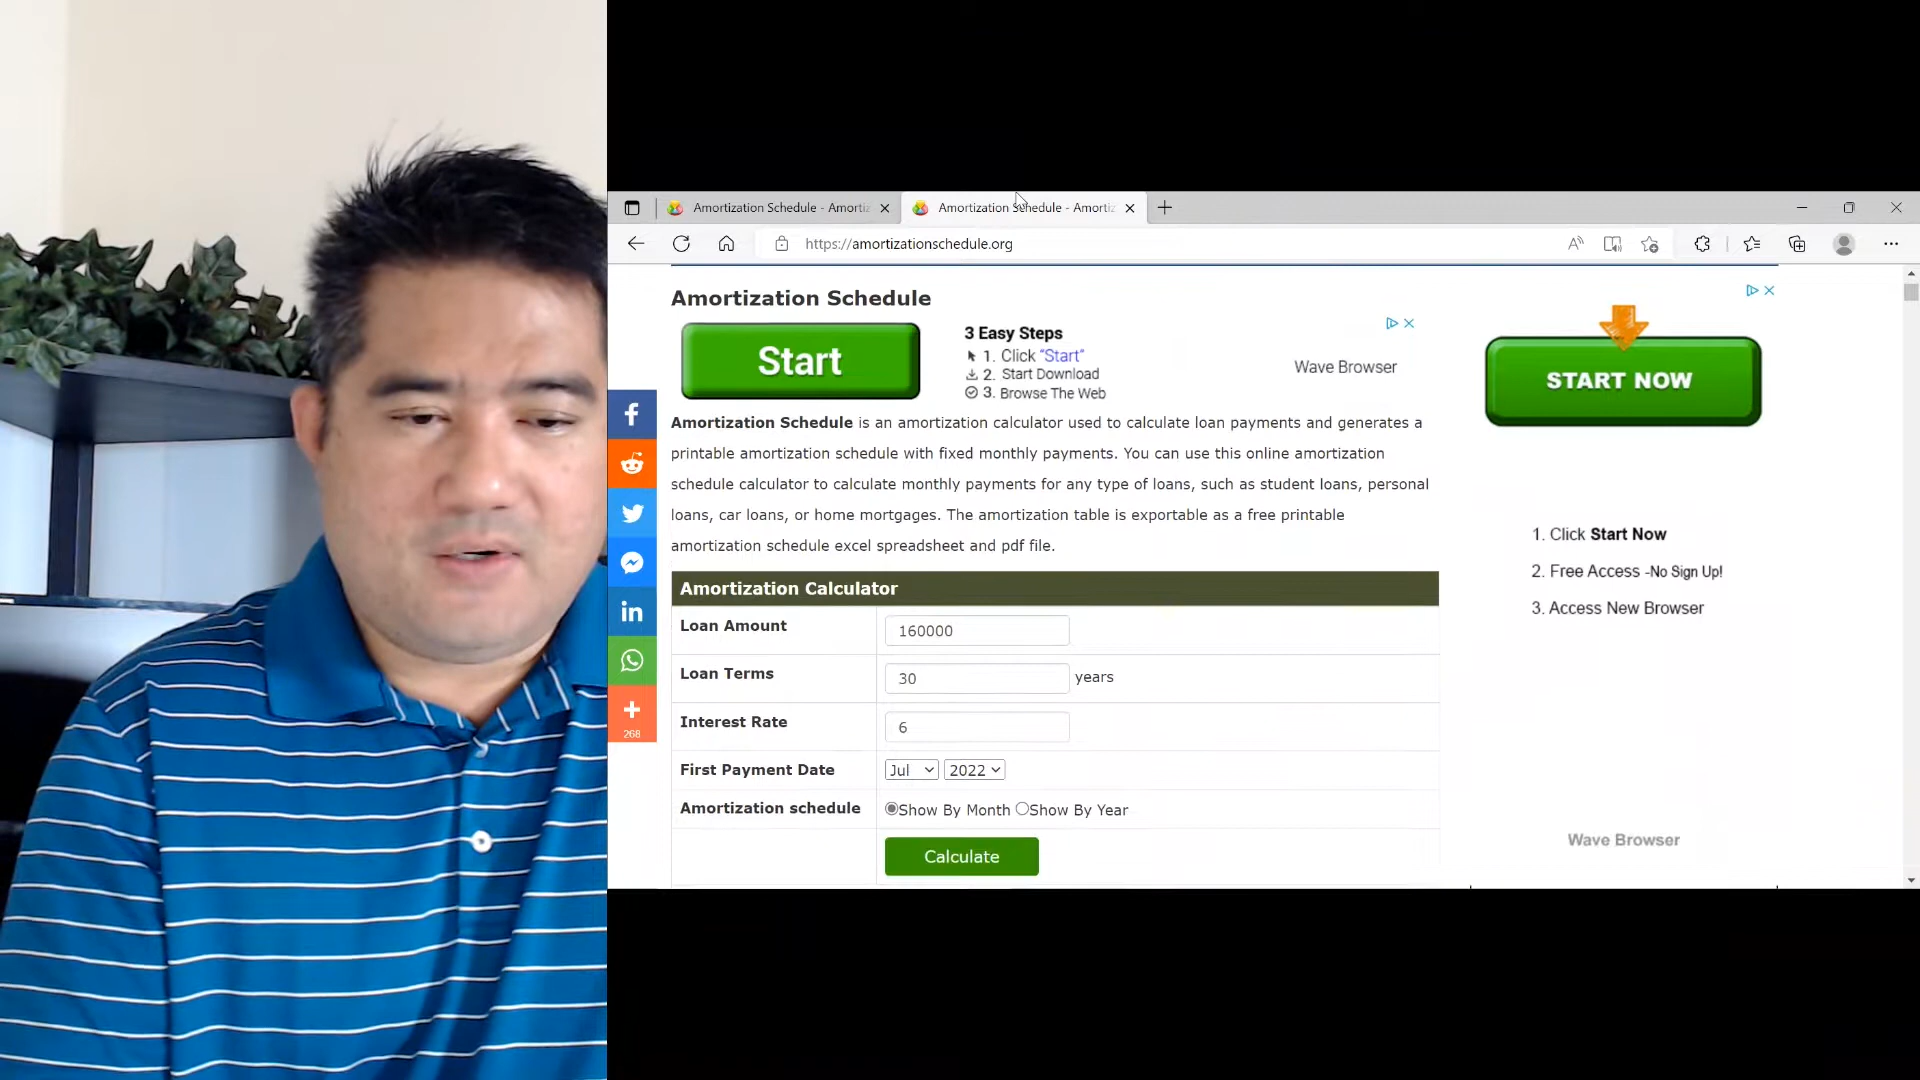 Amortization Schedule - Amortiz
Amortization Schedule - Amortiz
https://amortizationschedule.org
Amortization Schedule
Start
3 Easy Steps
1. Click “Start”
2. Start Download
3. Browse The Web
Wave Browser
START NOW
Amortization Schedule is an amortization calculator used to calculate loan payments and generates a
printable amortization schedule with fixed monthly payments. You can use this online amortization
schedule calculator to calculate monthly payments for any type of loans, such as student loans, personal
loans, car loans, or home mortgages. The amortization table is exportable as a free printable
amortization schedule excel spreadsheet and pdf file.
1. Click Start Now
2. Free Access -No Sign Up!
3. Access New Browser
Wave Browser
268
Amortization Calculator
Loan Amount 160000
Loan Terms 30 years
Interest Rate 6
First Payment Date Jul 2022
Amortization schedule Show By Month Show By Year
Calculate